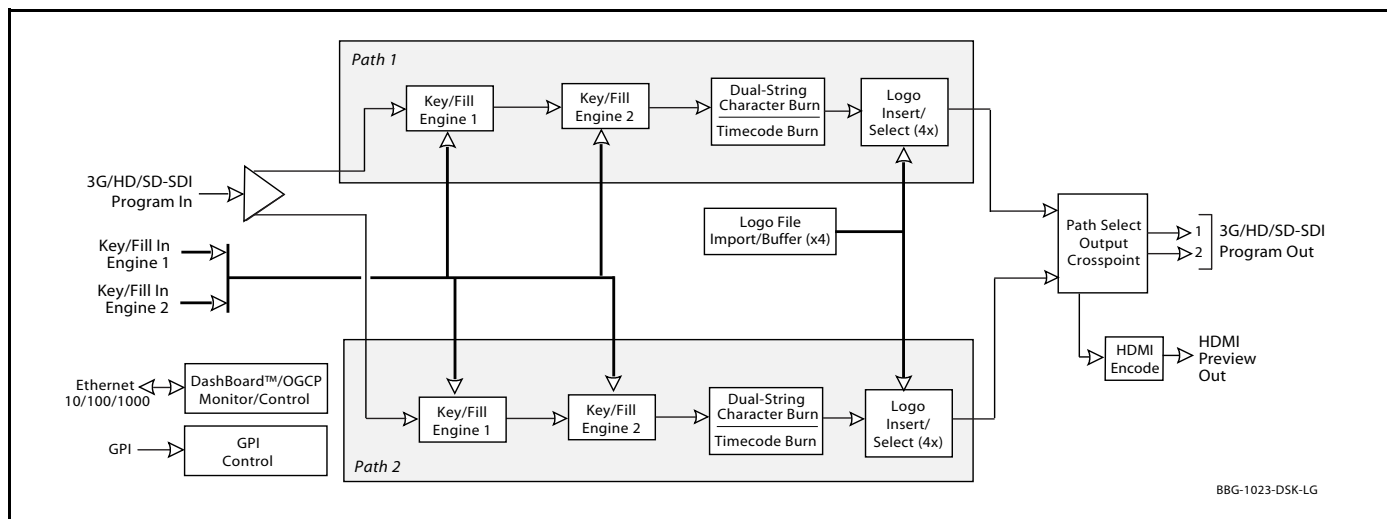 Path 1
Key/Fill
Engine 1
Key/Fill
Engine 2
Dual-String
Character Burn
Timecode Burn
Logo
Insert/
Select (4x)
3G/HD/SD-SDI
Program In
Key/Fill In
Engine 1
Key/Fill In
Engine 2
Logo File
Import/Buffer (x4)
Path Select
Output
Crosspoint
1
2
3G/HD/SD-SDI
Program Out
HDMI
Encode
HDMI
Preview
Out
Ethernet
10/100/1000
DashBoard™/OGCP
Monitor/Control
GPI
GPI
Control
Key/Fill
Engine 1
Key/Fill
Engine 2
Dual-String
Character Burn
Timecode Burn
Logo
Insert/
Select (4x)
Path 2
BBG-1023-DSK-LG